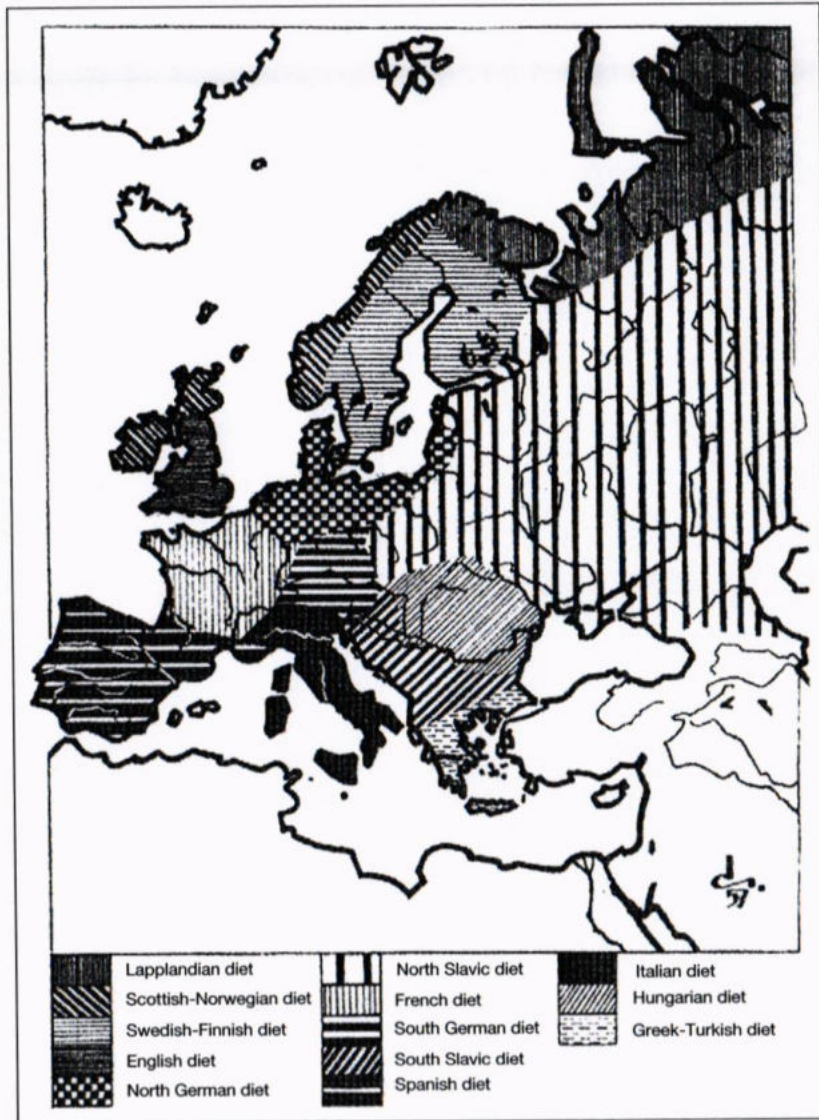 Lapplandian diet
Scottish-Norwegian diet
Swedish-Finnish diet
English diet
North German diet
North Slavic diet
French diet
South German diet
South Slavic diet
Spanish diet
Italian diet
Hungarian diet
Greek-Turkish diet